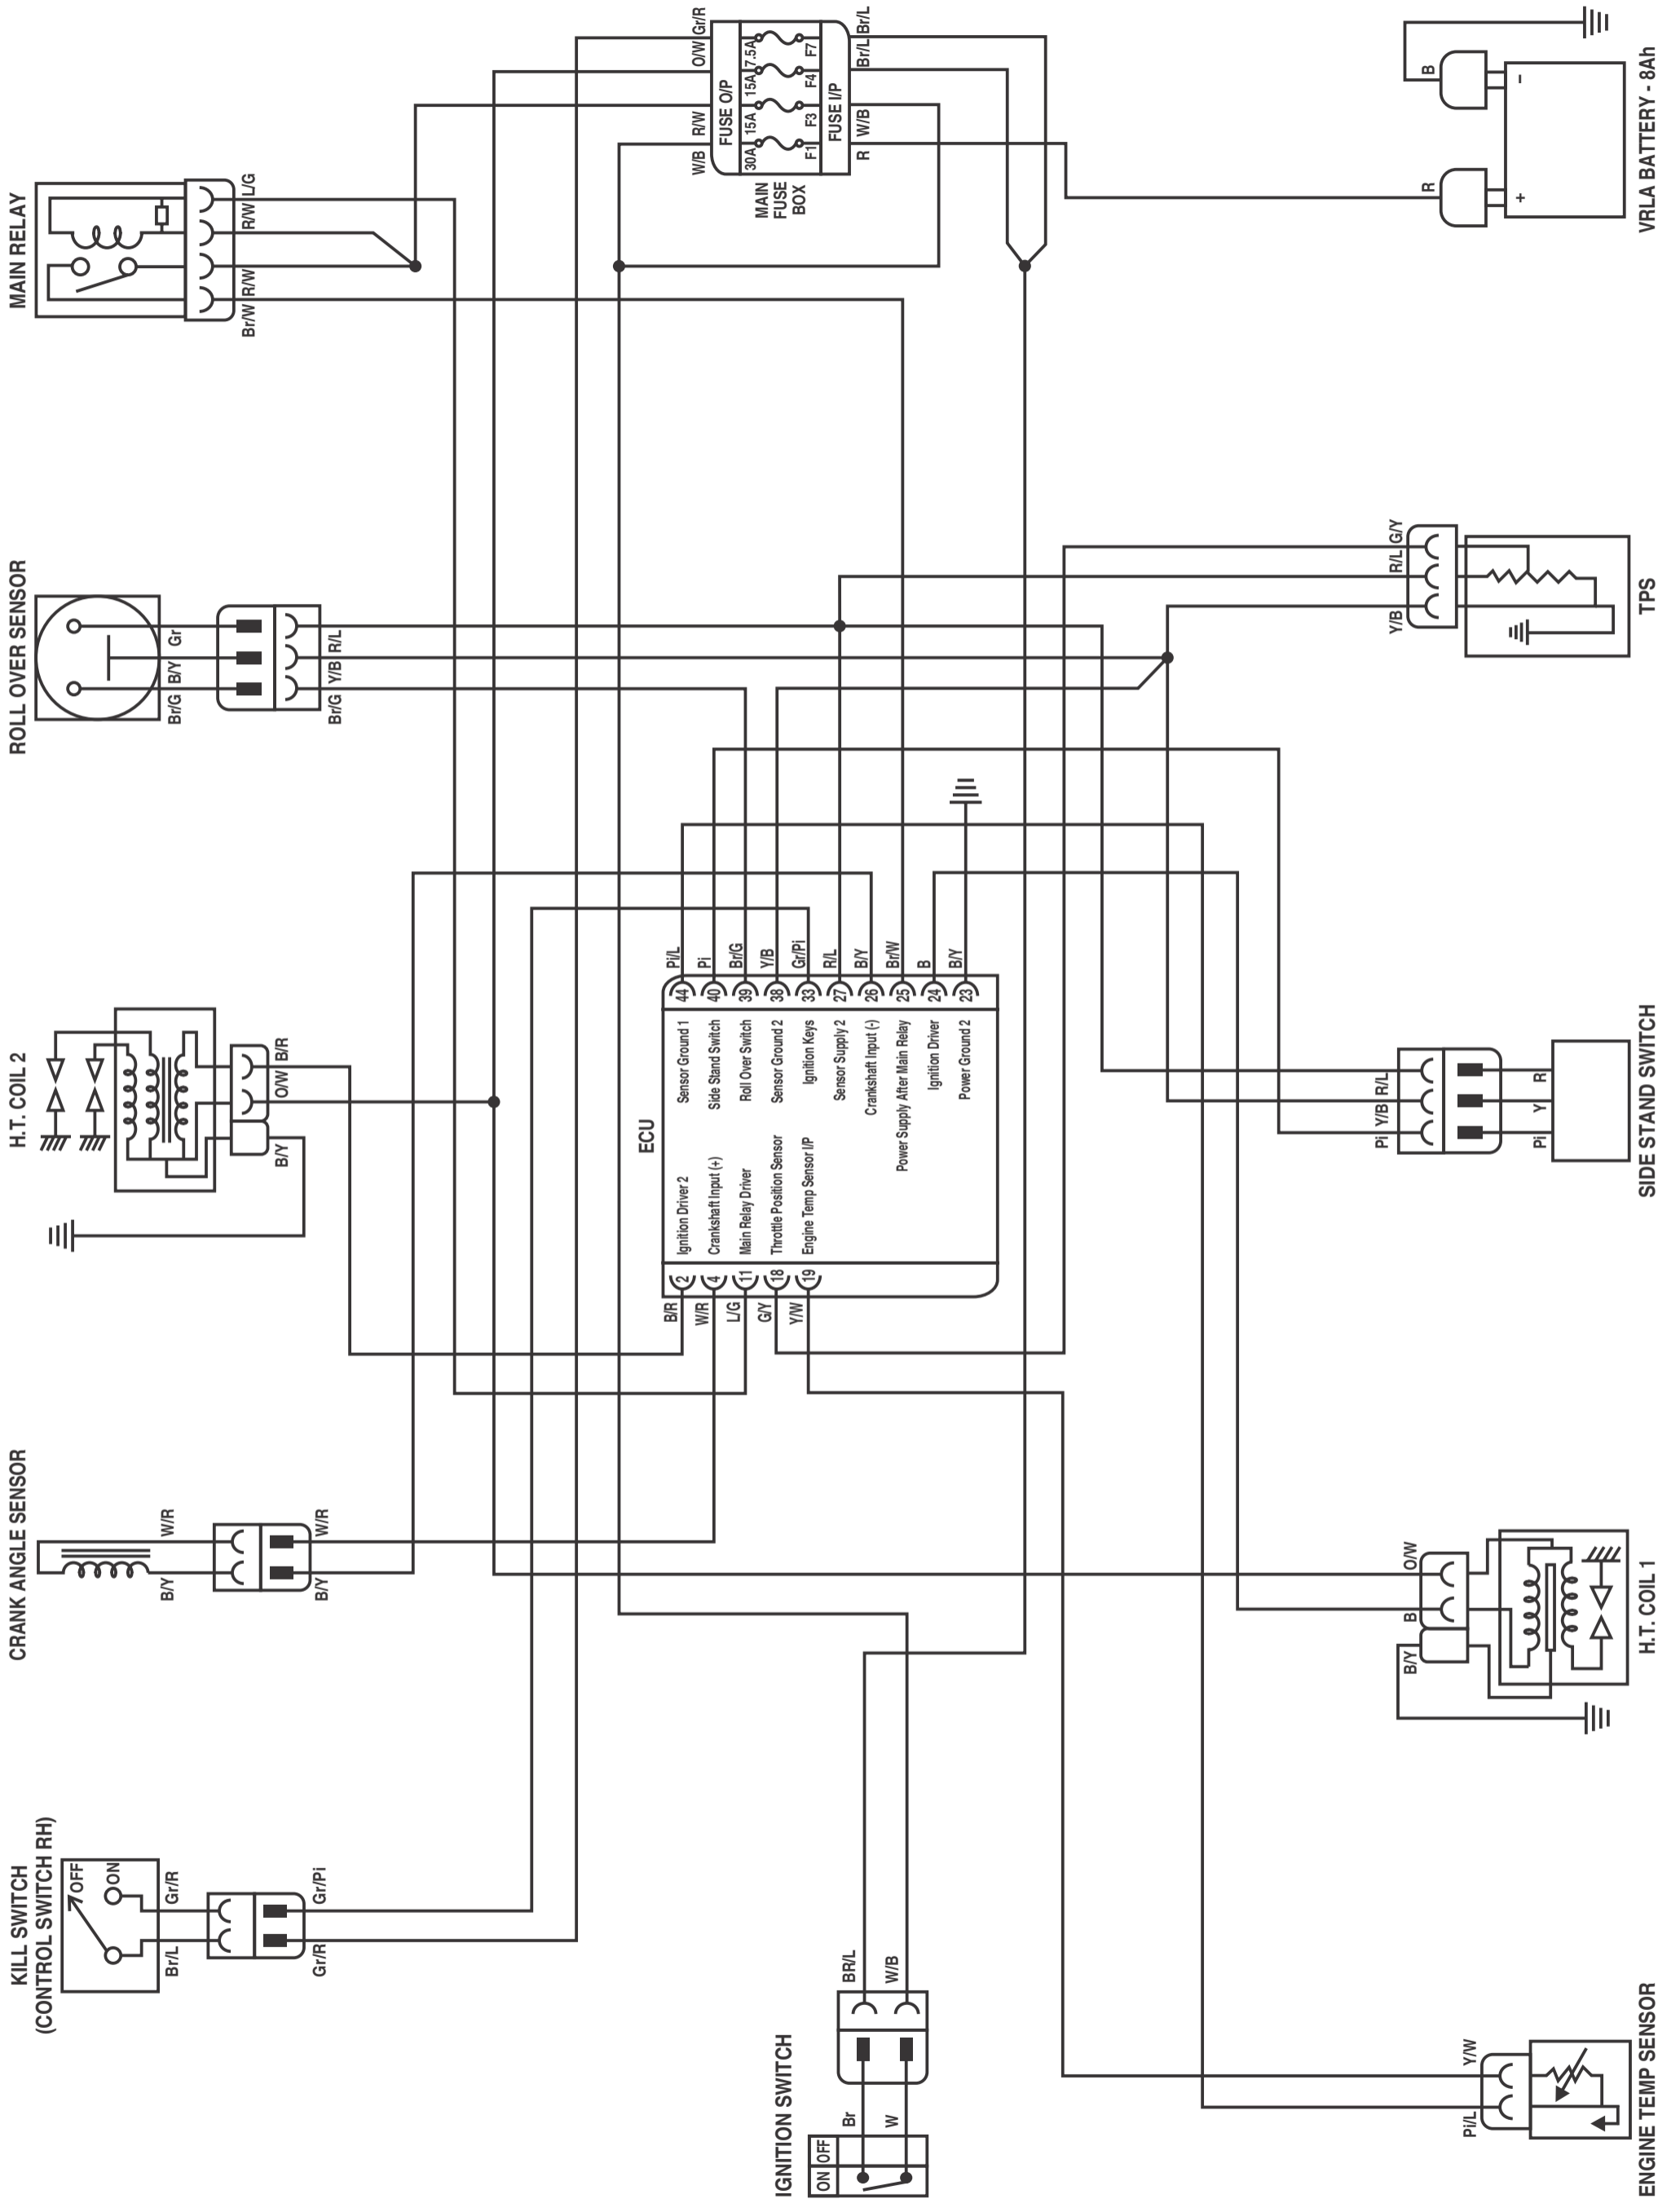 KILL SWITCH
(CONTROL SWITCH RH)
OFF
ON
Br/L
Gr/R
Gr/R
Gr/Pi
CRANK ANGLE SENSOR
B/Y
W/R
B/Y
W/R
H.T. COIL 2
B/Y
O/W
B/R
ROLL OVER SENSOR
Br/G
B/Y
Gr
Br/G
Y/B
R/L
MAIN RELAY
Br/W
R/W
R/W
L/G
W/B
R/W
O/W
Gr/R
FUSE O/P
30A
15A
15A
7.5A
F1
F3
F4
F7
FUSE I/P
MAIN
FUSE
BOX
R
W/B
Br/L
Br/L
ECU
B/R
2
Ignition Driver 2
Sensor Ground 1
44
Pi/L
W/R
4
Crankshaft Input (+)
Side Stand Switch
40
Pi
L/G
11
Main Relay Driver
Roll Over Switch
39
Br/G
G/Y
18
Throttle Position Sensor
Sensor Ground 2
38
Y/B
Y/W
19
Engine Temp Sensor I/P
Ignition Keys
33
Gr/Pi
Sensor Supply 2
27
R/L
Crankshaft Input (-)
26
B/Y
Power Supply After Main Relay
25
Br/W
Ignition Driver
24
B
Power Ground 2
23
B/Y
IGNITION SWITCH
ON
OFF
Br
W
BR/L
W/B
Pi/L
Y/W
ENGINE TEMP SENSOR
B/Y
B
O/W
H.T. COIL 1
Pi
Y/B
R/L
Pi
Y
R
SIDE STAND SWITCH
Y/B
R/L
G/Y
TPS
R
B
+
-
VRLA BATTERY - 8Ah